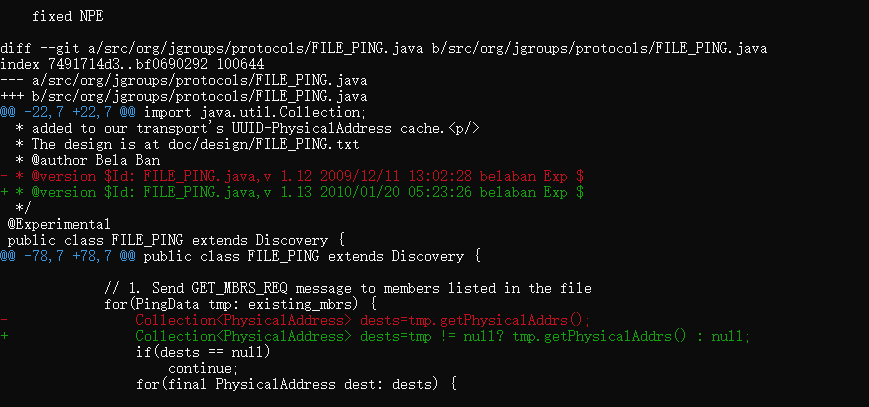 fixed NPE

diff --git a/src/org/jgroups/protocols/FILE_PING.java b/src/org/jgroups/protocols/FILE_PING.java
index 7491714d3..bf0690292 100644
--- a/src/org/jgroups/protocols/FILE_PING.java
+++ b/src/org/jgroups/protocols/FILE_PING.java
@@ -22,7 +22,7 @@ import java.util.Collection;
  * added to our transport's UUID-PhysicalAddress cache.<p/>
  * The design is at doc/design/FILE_PING.txt
  * @author Bela Ban
- * @version $Id: FILE_PING.java,v 1.12 2009/12/11 13:02:28 belaban Exp $
+ * @version $Id: FILE_PING.java,v 1.13 2010/01/20 05:23:26 belaban Exp $
  */
 @Experimental
 public class FILE_PING extends Discovery {
@@ -78,7 +78,7 @@ public class FILE_PING extends Discovery {

             // 1. Send GET_MBRS_REQ message to members listed in the file
             for(PingData tmp: existing_mbrs) {
-                Collection<PhysicalAddress> dests=tmp.getPhysicalAddrs();
+                Collection<PhysicalAddress> dests=tmp != null? tmp.getPhysicalAddrs() : null;
                 if(dests == null)
                     continue;
                 for(final PhysicalAddress dest: dests) {